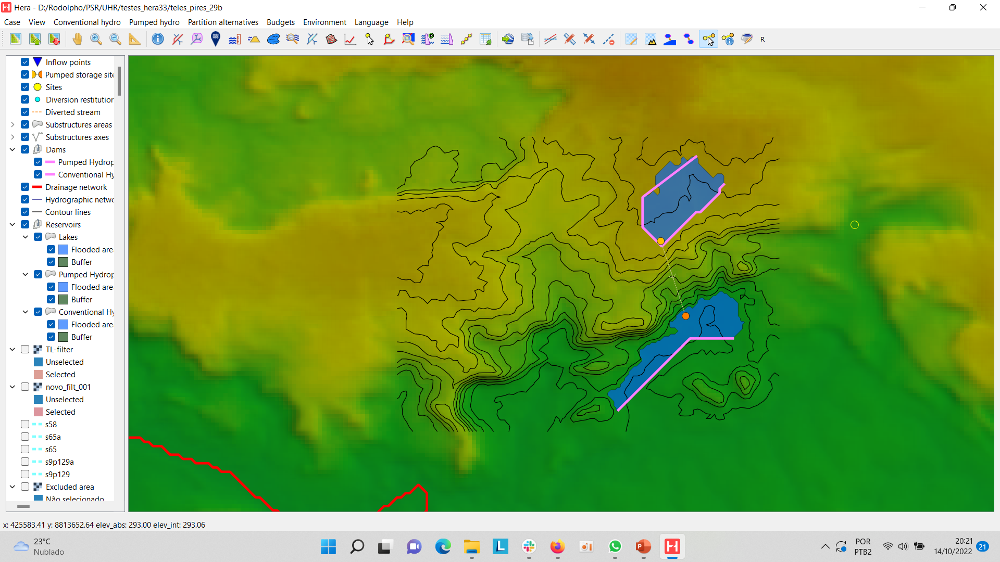 Hera - D:/Rodolpho/PSR/UHR/testes_hera33/teles_pires_29b
Case View Conventional hydro Pumped hydro Partition alternatives Budgets Environment Language Help
R
Inflow points
Pumped storage site
Sites
Diversion restitution
Diverted stream
Substructures areas
Substructures axes
Dams
Pumped Hydrop
Conventional Hy
Drainage network
Hydrographic netwo
Contour lines
Reservoirs
Lakes
Flooded are
Buffer
Pumped Hydrop
Flooded are
Buffer
Conventional Hy
Flooded are
Buffer
TL-filter
Unselected
Selected
novo_filt_001
Unselected
Selected
s58
s65a
s65
s9p129a
s9p129
Excluded area
Não selecionado
x: 425583.41 y: 8813652.64 elev_abs: 293.00 elev_int: 293.06
23°C
Nublado
POR
PTB2
20:21
14/10/2022
21